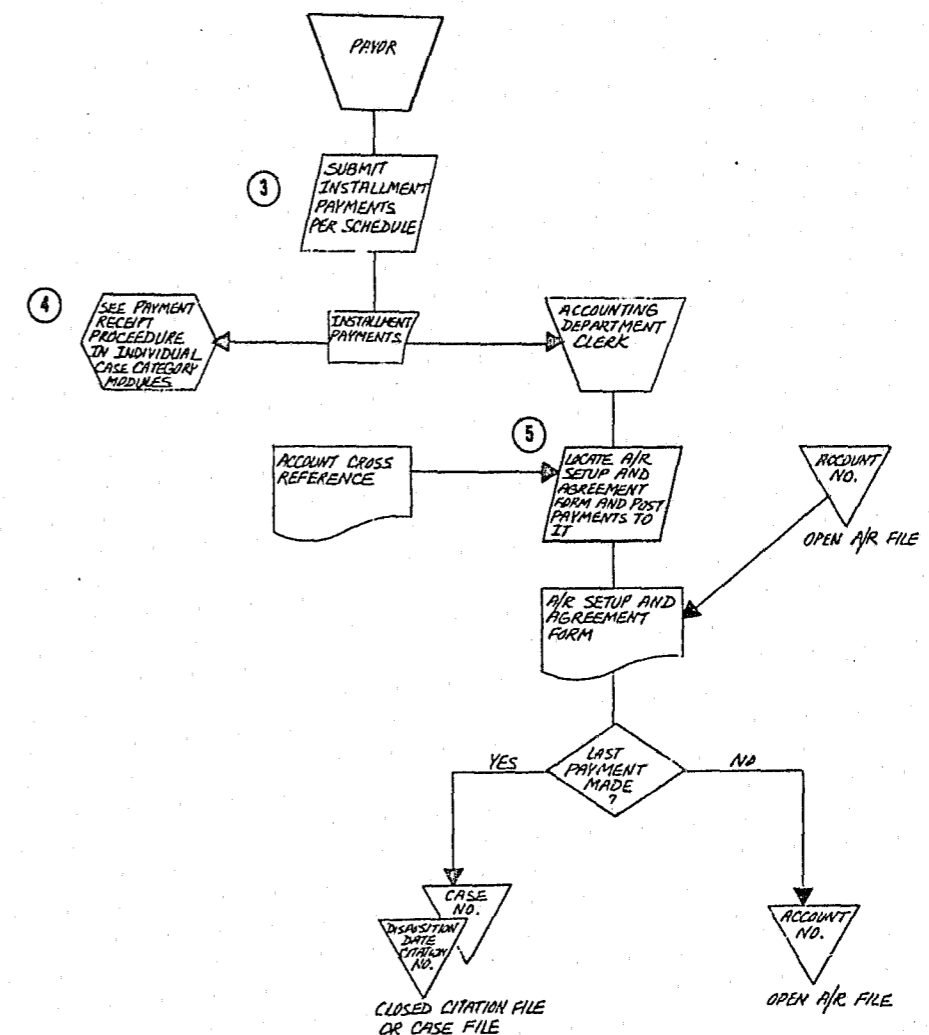 PAYOR
3
SUBMIT
INSTALLMENT
PAYMENTS
PER SCHEDULE
4
SEE PAYMENT
RECEIPT
PROCEEDURE
IN INDIVIDUAL
CASE CATEGORY
MODULES
INSTALLMENT
PAYMENTS
ACCOUNTING
DEPARTMENT
CLERK
5
ACCOUNT CROSS
REFERENCE
LOCATE A/R
SETUP AND
AGREEMENT
FORM AND POST
PAYMENTS TO
IT
ACCOUNT
NO.
OPEN A/R FILE
A/R SETUP AND
AGREEMENT
FORM
YES
LAST
PAYMENT
MADE
?
NO
CASE
NO.
DISPOSITION
DATE
CITATION
NO.
CLOSED CITATION FILE
OR CASE FILE
ACCOUNT
NO.
OPEN A/R FILE